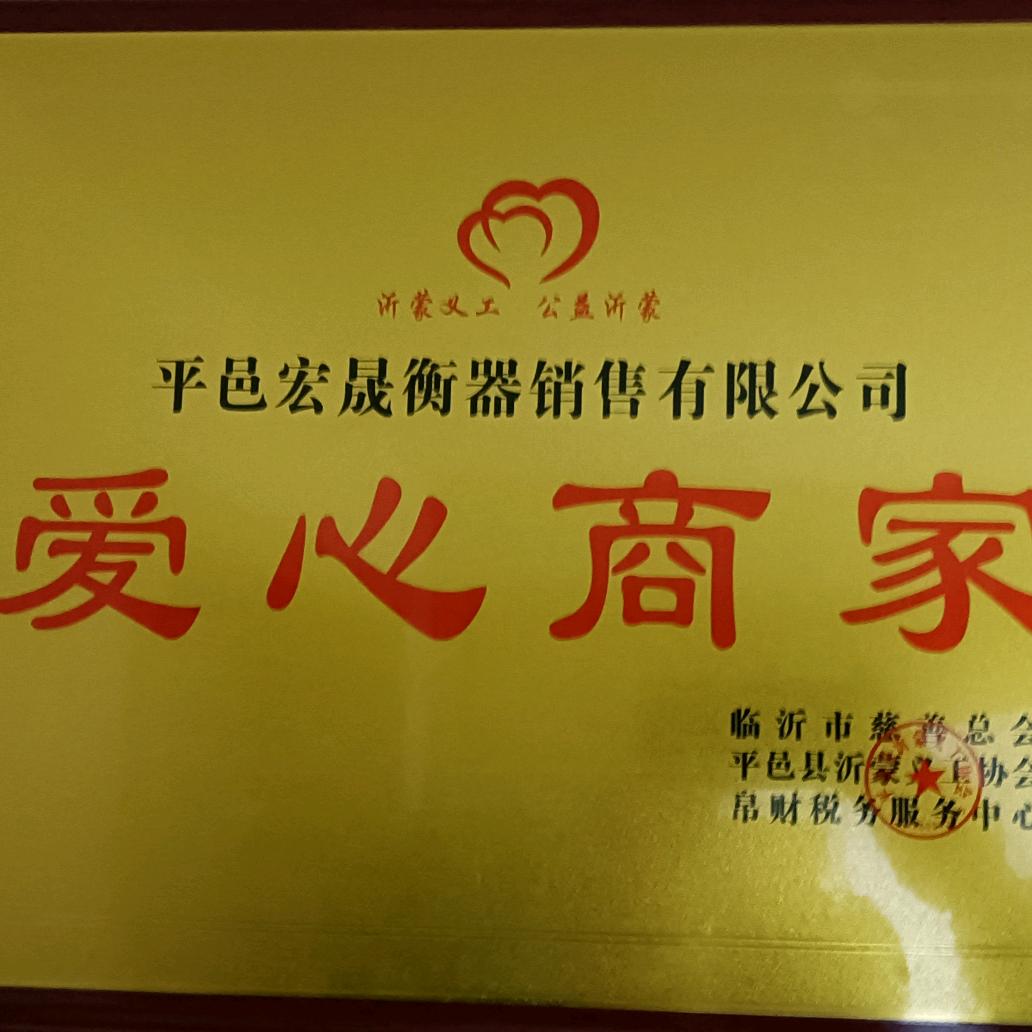 沂蒙义工 公益沂蒙
平邑宏晟衡器销售有限公司
爱心商家
临沂市慈善总会
平邑县沂蒙义工协会
帛财税务服务中心